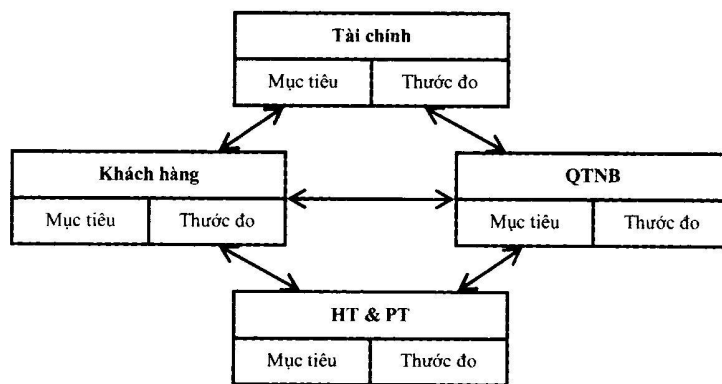 Tài chính
Mục tiêu Thước đo
Khách hàng
Mục tiêu Thước đo
QTNB
Mục tiêu Thước đo
HT & PT
Mục tiêu Thước đo